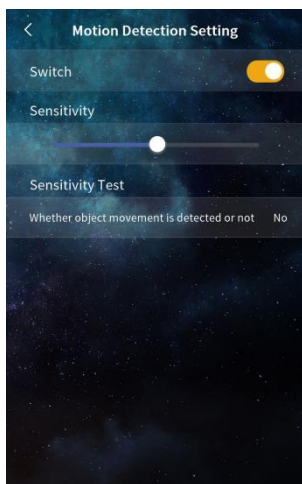 Motion Detection Setting
Switch
Sensitivity
Sensitivity Test
Whether object movement is detected or not No